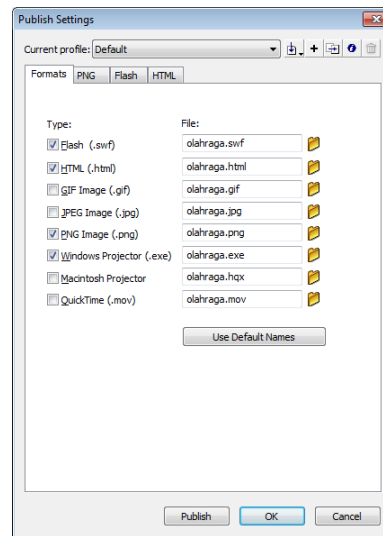 Publish Settings
Current profile: Default
Formats PNG Flash HTML
Type: File:
Flash (.swf) olahraga.swf
HTML (.html) olahraga.html
GIF Image (.gif) olahraga.gif
JPEG Image (.jpg) olahraga.jpg
PNG Image (.png) olahraga.png
Windows Projector (.exe) olahraga.exe
Macintosh Projector olahraga.hqx
QuickTime (.mov) olahraga.mov
Use Default Names
Publish OK Cancel